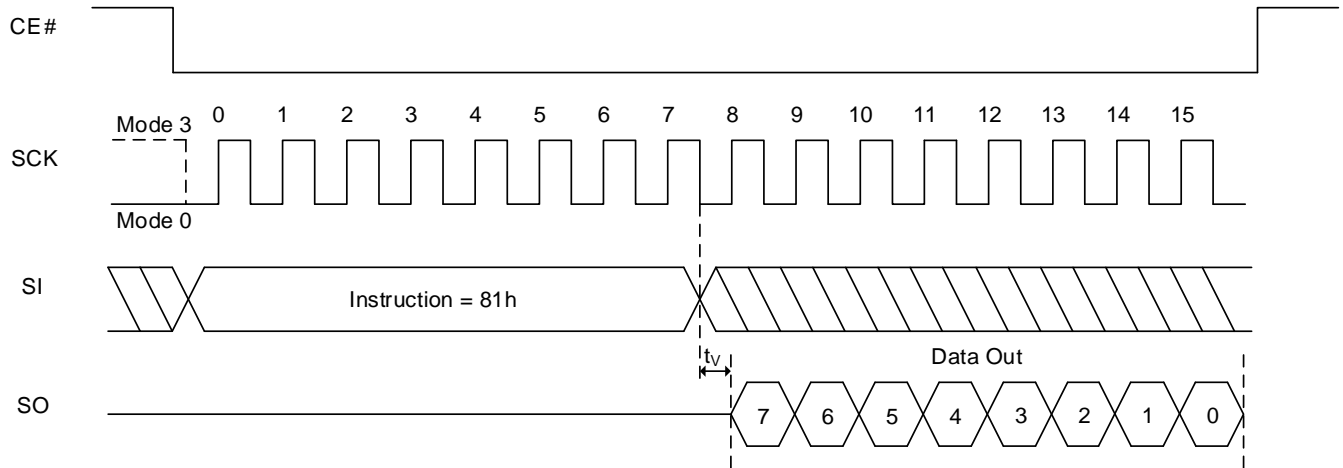 CE#
0 1 2 3 4 5 6 7 8 9 10 11 12 13 14 15
Mode 3
SCK
Mode 0
SI
Instruction = 81h
tV
Data Out
SO
7 6 5 4 3 2 1 0